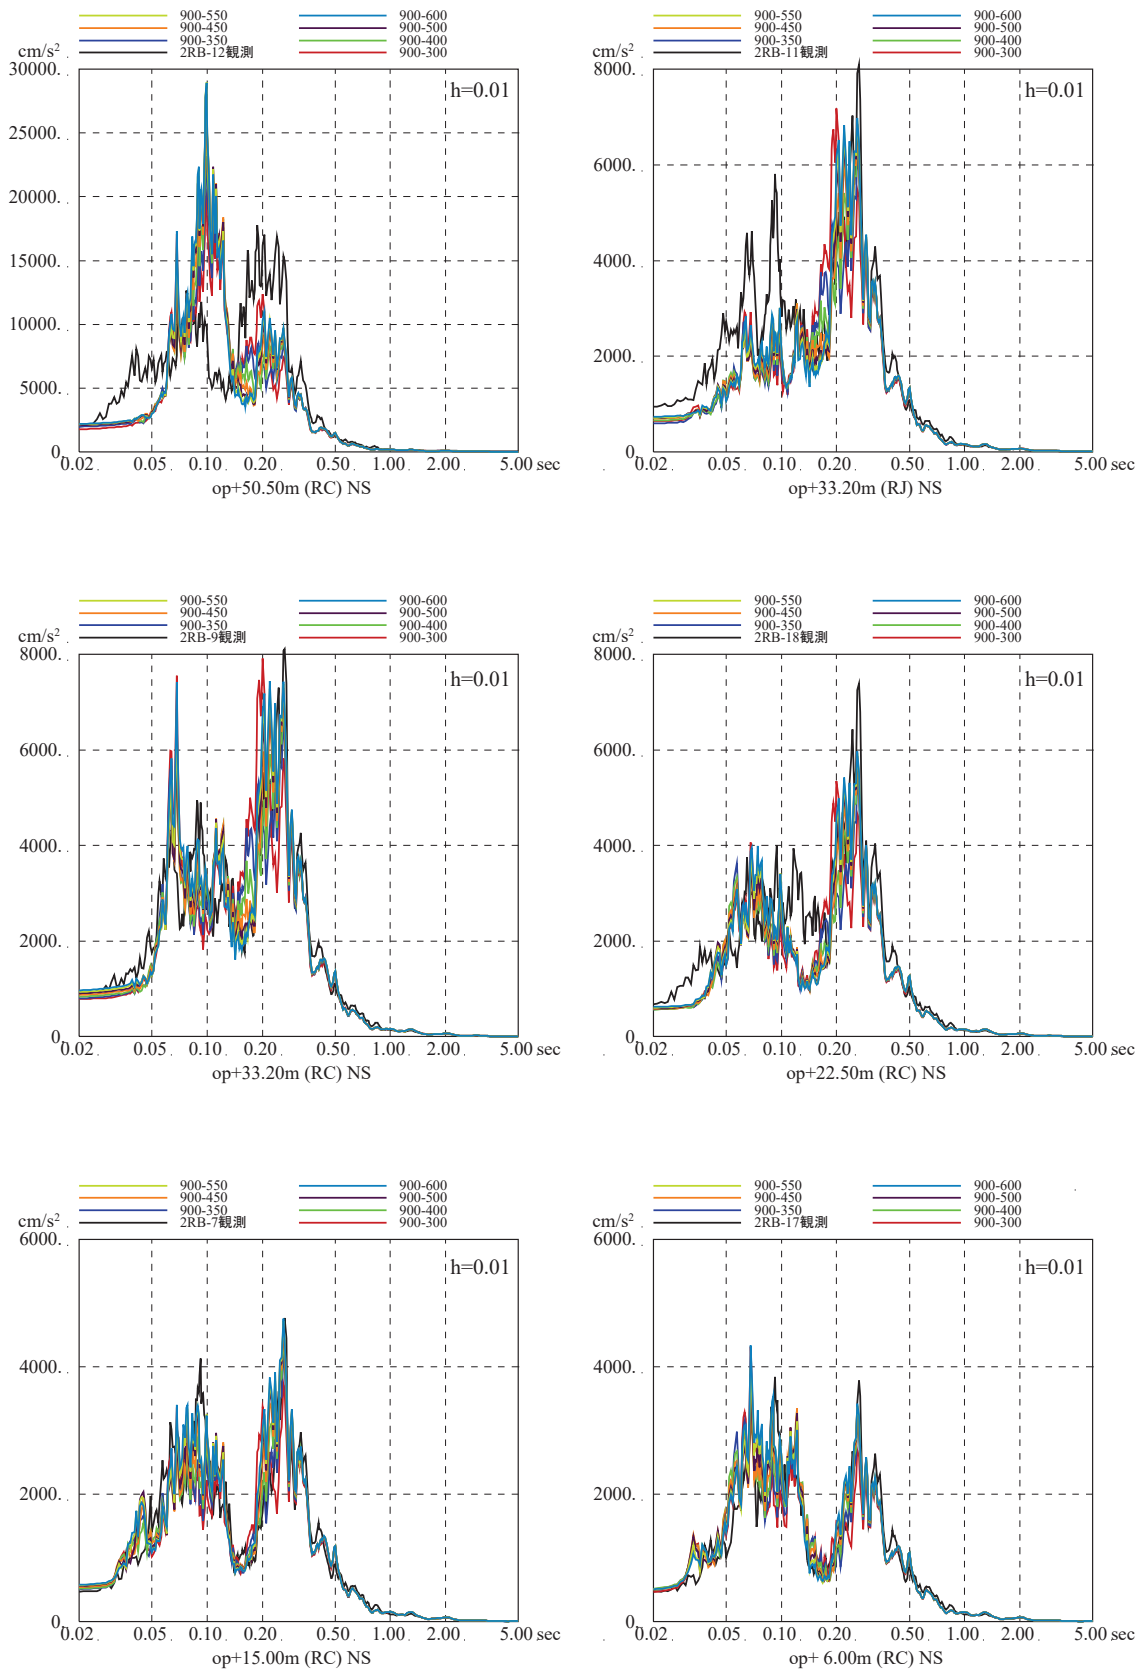 900-550 900-600
900-450 900-500
900-350 900-400
2RB-12観測 900-300
cm/s²
h=0.01
30000.
25000.
20000.
15000.
10000.
5000.
0.
0.02 0.05 0.10 0.20 0.50 1.00 2.00 5.00 sec
op+50.50m (RC) NS
900-550 900-600
900-450 900-500
900-350 900-400
2RB-11観測 900-300
cm/s²
h=0.01
8000.
6000.
4000.
2000.
0.
0.02 0.05 0.10 0.20 0.50 1.00 2.00 5.00 sec
op+33.20m (RJ) NS
900-550 900-600
900-450 900-500
900-350 900-400
2RB-9観測 900-300
cm/s²
h=0.01
8000.
6000.
4000.
2000.
0.
0.02 0.05 0.10 0.20 0.50 1.00 2.00 5.00 sec
op+33.20m (RC) NS
900-550 900-600
900-450 900-500
900-350 900-400
2RB-18観測 900-300
cm/s²
h=0.01
8000.
6000.
4000.
2000.
0.
0.02 0.05 0.10 0.20 0.50 1.00 2.00 5.00 sec
op+22.50m (RC) NS
900-550 900-600
900-450 900-500
900-350 900-400
2RB-7観測 900-300
cm/s²
h=0.01
6000.
4000.
2000.
0.
0.02 0.05 0.10 0.20 0.50 1.00 2.00 5.00 sec
op+15.00m (RC) NS
900-550 900-600
900-450 900-500
900-350 900-400
2RB-17観測 900-300
cm/s²
h=0.01
6000.
4000.
2000.
0.
0.02 0.05 0.10 0.20 0.50 1.00 2.00 5.00 sec
op+ 6.00m (RC) NS